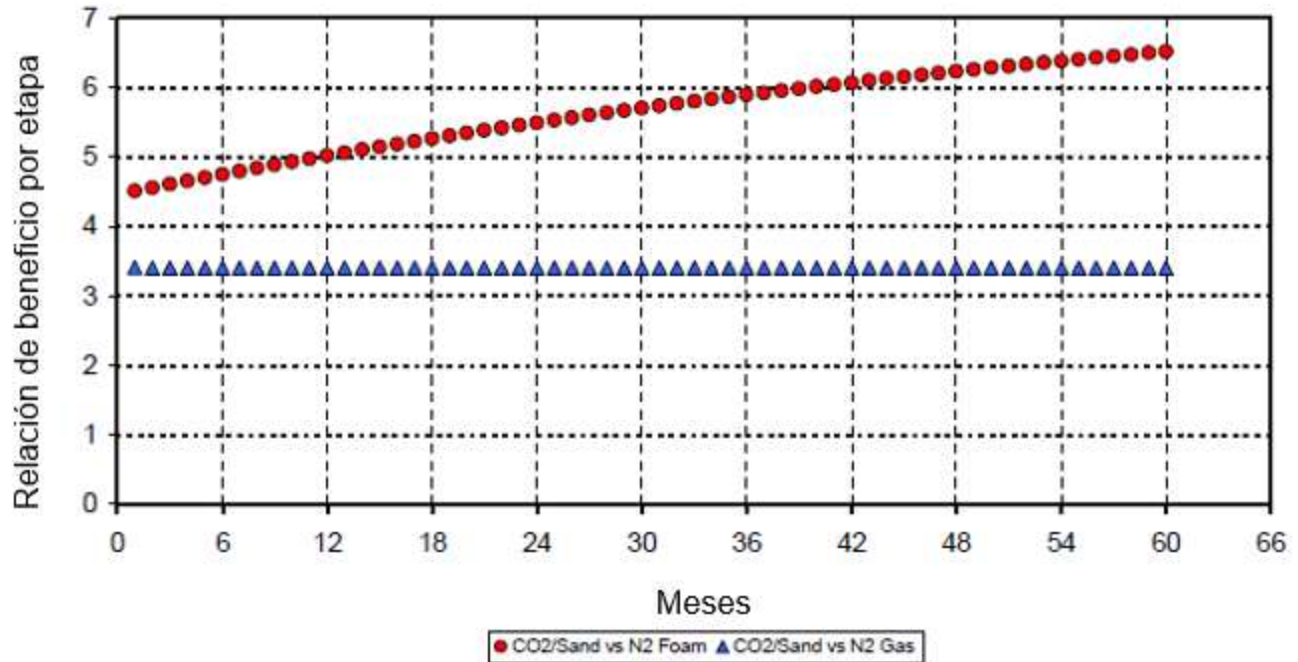 Relación de beneficio por etapa
7
6
5
4
3
2
1
0
0 6 12 18 24 30 36 42 48 54 60 66
Meses
CO2/Sand vs N2 Foam CO2/Sand vs N2 Gas